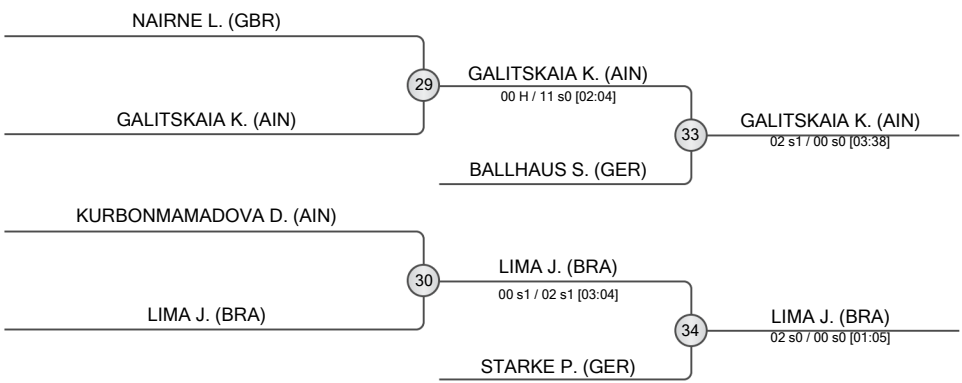 NAIRNE L. (GBR)
29
GALITSKAIA K. (AIN)
00 H / 11 s0 [02:04]
GALITSKAIA K. (AIN)
33
GALITSKAIA K. (AIN)
02 s1 / 00 s0 [03:38]
BALLHAUS S. (GER)
KURBONMAMADOVA D. (AIN)
30
LIMA J. (BRA)
00 s1 / 02 s1 [03:04]
LIMA J. (BRA)
34
LIMA J. (BRA)
02 s0 / 00 s0 [01:05]
STARKE P. (GER)